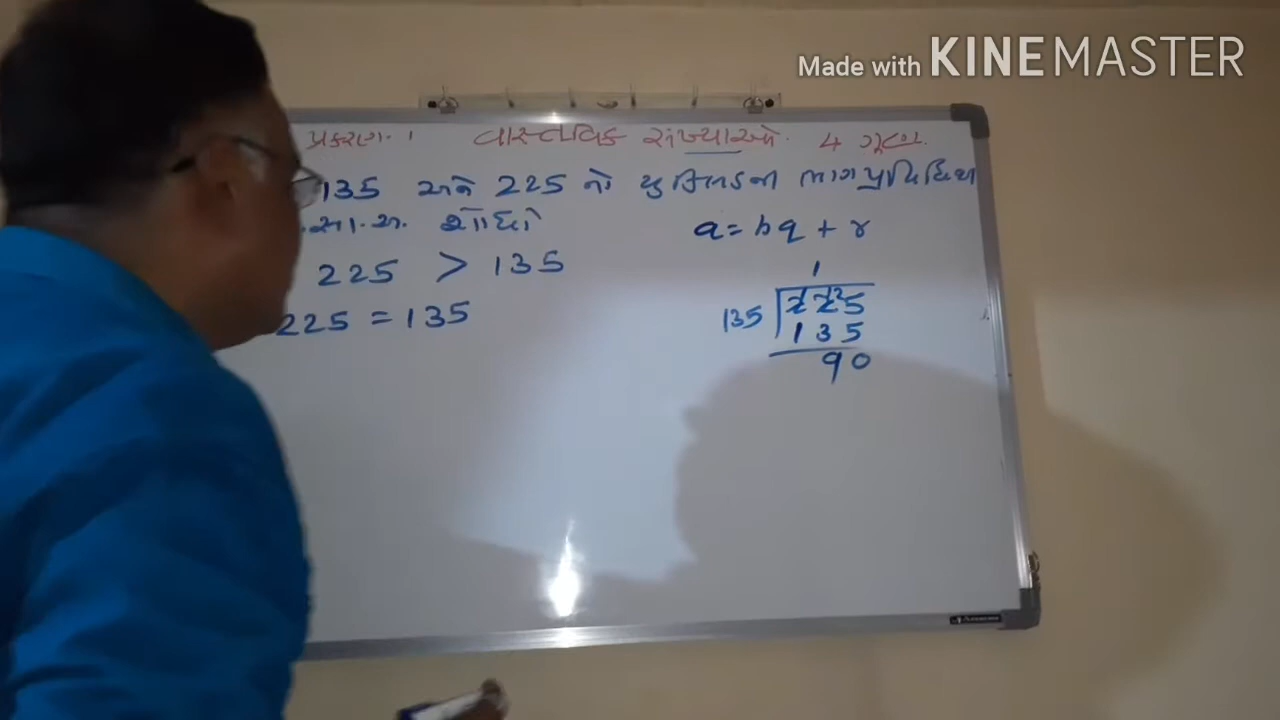 Made with KINEMASTER
પ્રકરણ. 1 વાસ્તવિક સંખ્યાઓ. 4 ગુણ.
135 અને 225 નો યુક્લિડના ભાગપ્રવિધિથી
.સા.અ. શોધો
a = bq + r
225 > 135
225 = 135
1
135 225
135
90